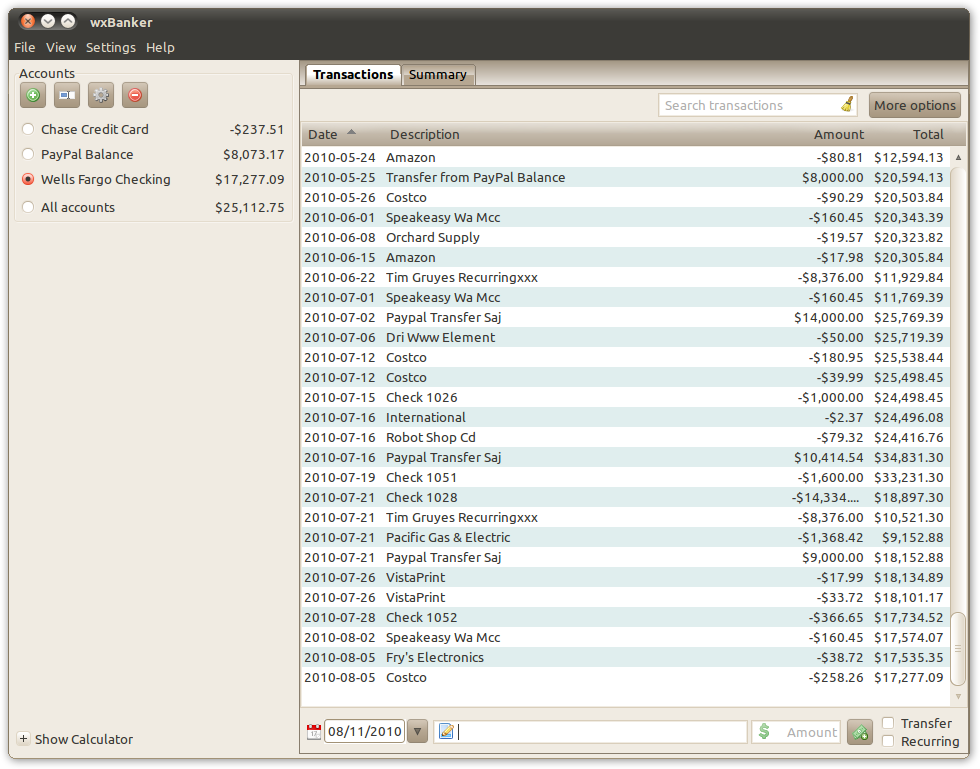 wxBanker
File View Settings Help
Accounts
Chase Credit Card -$237.51
PayPal Balance $8,073.17
Wells Fargo Checking $17,277.09
All accounts $25,112.75
Show Calculator
Transactions Summary
Search transactions More options
Date Description Amount Total
2010-05-24 Amazon -$80.81 $12,594.13
2010-05-25 Transfer from PayPal Balance $8,000.00 $20,594.13
2010-05-26 Costco -$90.29 $20,503.84
2010-06-01 Speakeasy Wa Mcc -$160.45 $20,343.39
2010-06-08 Orchard Supply -$19.57 $20,323.82
2010-06-15 Amazon -$17.98 $20,305.84
2010-06-22 Tim Gruyes Recurringxxx -$8,376.00 $11,929.84
2010-07-01 Speakeasy Wa Mcc -$160.45 $11,769.39
2010-07-02 Paypal Transfer Saj $14,000.00 $25,769.39
2010-07-06 Dri Www Element -$50.00 $25,719.39
2010-07-12 Costco -$180.95 $25,538.44
2010-07-12 Costco -$39.99 $25,498.45
2010-07-15 Check 1026 -$1,000.00 $24,498.45
2010-07-16 International -$2.37 $24,496.08
2010-07-16 Robot Shop Cd -$79.32 $24,416.76
2010-07-16 Paypal Transfer Saj $10,414.54 $34,831.30
2010-07-19 Check 1051 -$1,600.00 $33,231.30
2010-07-21 Check 1028 -$14,334.... $18,897.30
2010-07-21 Tim Gruyes Recurringxxx -$8,376.00 $10,521.30
2010-07-21 Pacific Gas & Electric -$1,368.42 $9,152.88
2010-07-21 Paypal Transfer Saj $9,000.00 $18,152.88
2010-07-26 VistaPrint -$17.99 $18,134.89
2010-07-26 VistaPrint -$33.72 $18,101.17
2010-07-28 Check 1052 -$366.65 $17,734.52
2010-08-02 Speakeasy Wa Mcc -$160.45 $17,574.07
2010-08-05 Fry's Electronics -$38.72 $17,535.35
2010-08-05 Costco -$258.26 $17,277.09
08/11/2010 Amount
Transfer
Recurring